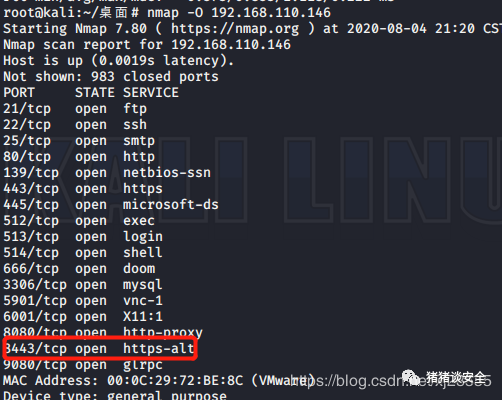 root@kali:~/桌面# nmap -O 192.168.110.146
Starting Nmap 7.80 ( https://nmap.org ) at 2020-08-04 21:20 CST
Nmap scan report for 192.168.110.146
Host is up (0.0019s latency).
Not shown: 983 closed ports
PORT     STATE SERVICE
21/tcp   open  ftp
22/tcp   open  ssh
25/tcp   open  smtp
80/tcp   open  http
139/tcp  open  netbios-ssn
443/tcp  open  https
445/tcp  open  microsoft-ds
512/tcp  open  exec
513/tcp  open  login
514/tcp  open  shell
666/tcp  open  doom
3306/tcp open  mysql
5901/tcp open  vnc-1
6001/tcp open  X11:1
8080/tcp open  http-proxy
8443/tcp open  https-alt
9080/tcp open  glrpc
MAC Address: 00:0C:29:72:BE:8C (VMware)
Device type: general purpose
KALI LINU
猪猪谈安全